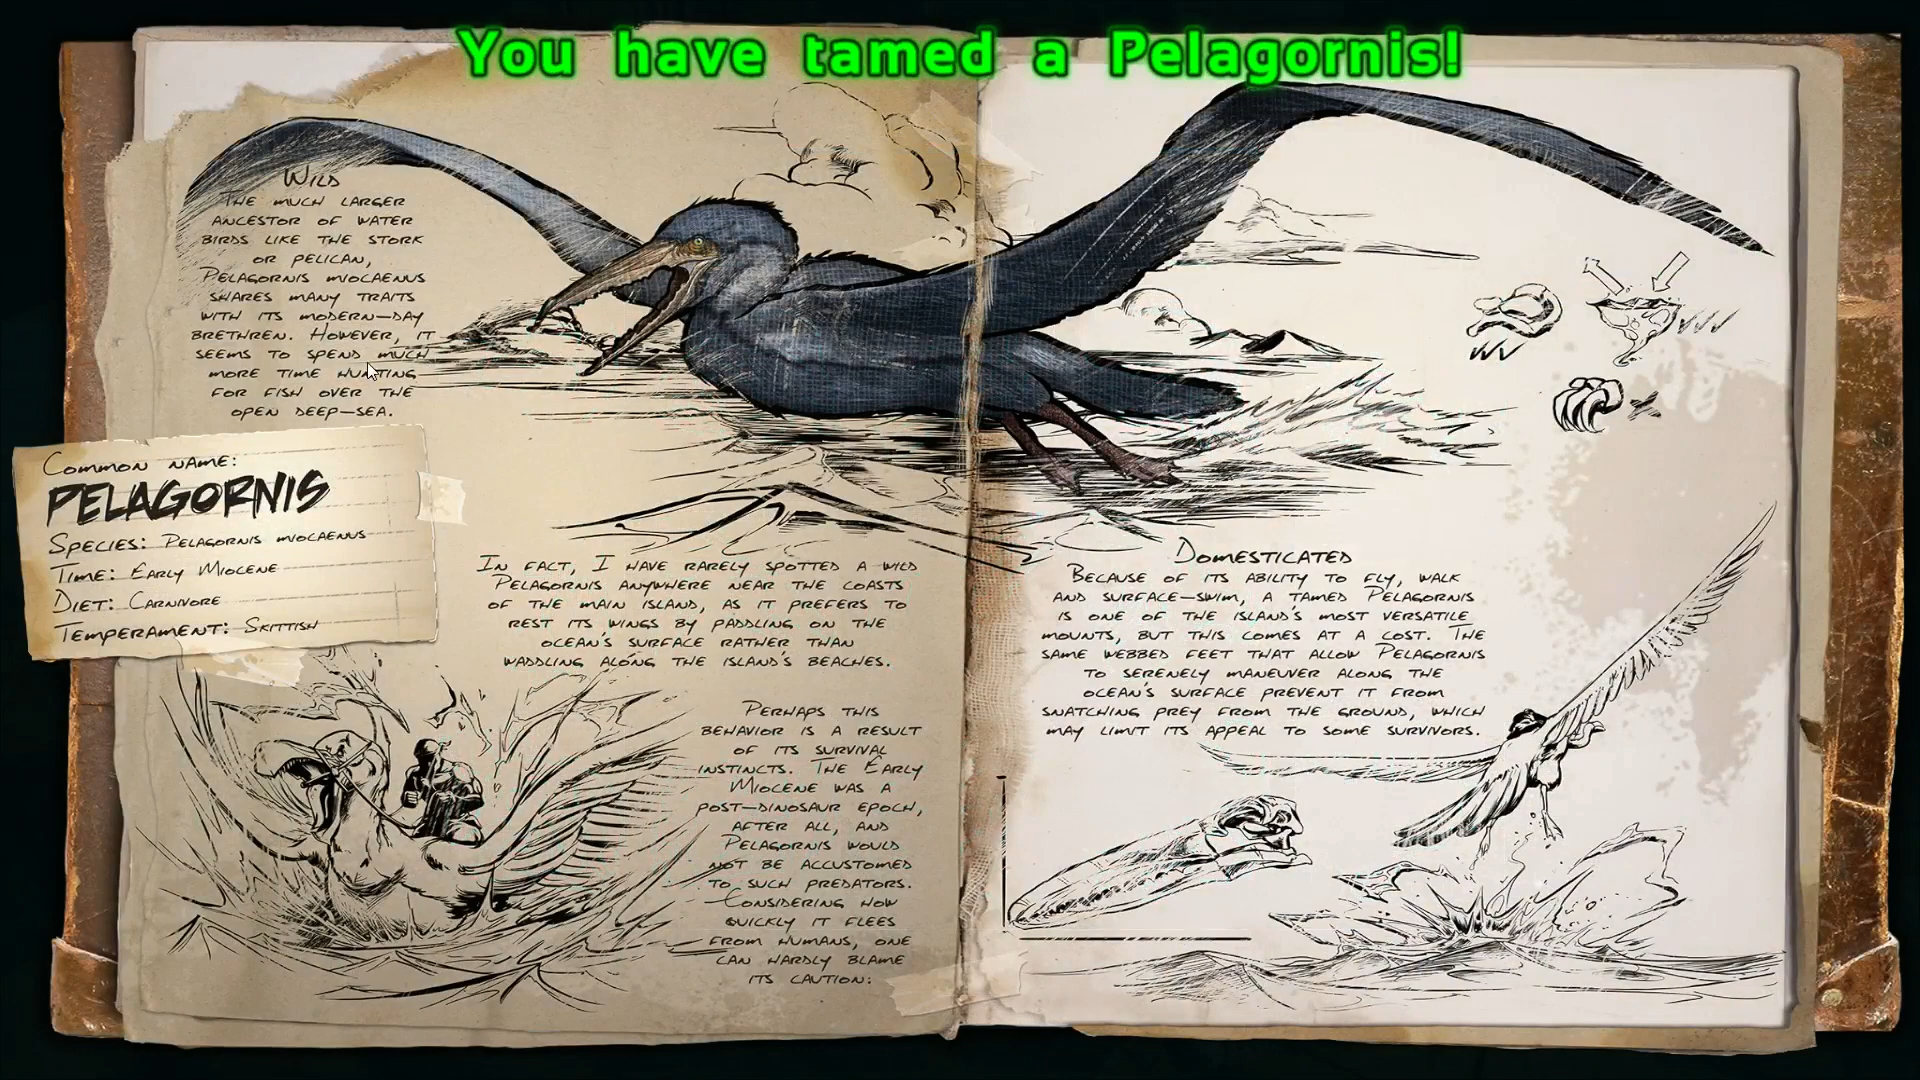 You have tamed a Pelagornis!
Wild
The much larger
ancestor of water
birds like the stork
or pelican,
Pelagornis miocaenus
shares many traits
with its modern-day
brethren. However, it
seems to spend much
more time hunting
for fish over the
open deep-sea.
Common name:
Pelagornis
Species: Pelagornis miocaenus
Time: Early Miocene
Diet: Carnivore
Temperament: Skittish
In fact, I have rarely spotted a wild
Pelagornis anywhere near the coasts
of the main island, as it prefers to
rest its wings by paddling on the
ocean's surface rather than
waddling along the island's beaches.
Perhaps this
behavior is a result
of its survival
instincts. The Early
Miocene was a
post-dinosaur epoch,
after all, and
Pelagornis would
not be accustomed
to such predators.
Considering how
quickly it flees
from humans, one
can hardly blame
its caution:
Domesticated
Because of its ability to fly, walk
and surface-swim, a tamed Pelagornis
is one of the island's most versatile
mounts, but this comes at a cost. The
same webbed feet that allow Pelagornis
to serenely maneuver along the
ocean's surface prevent it from
snatching prey from the ground, which
may limit its appeal to some survivors.